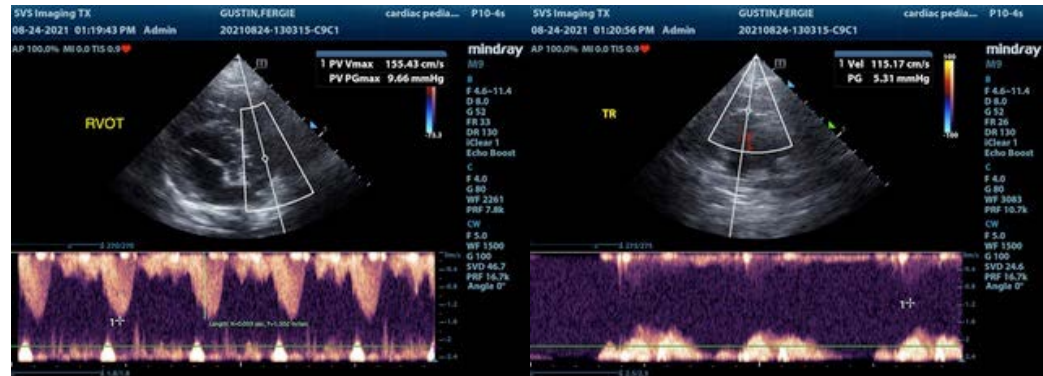 SVS Imaging TX GUSTIN,FERGIE cardiac pedia... P10-4s
08-24-2021 01:19:43 PM Admin 20210824-130315-C9C1
AP 100.0% MI 0.0 TIS 0.9
mindray
M9
1 PV Vmax 155.43 cm/s
PV PGmax 9.66 mmHg
RVOT
-73.3
B
F 4.6-11.4
D 8.0
G 52
FR 33
DR 130
iClear 1
Echo Boost
C
F 4.0
G 80
WF 2261
PRF 7.8k
CW
F 5.0
WF 1500
G 100
SVD 46.7
PRF 16.7k
Angle 0°
1
SVS Imaging TX GUSTIN,FERGIE cardiac pedia... P10-4s
08-24-2021 01:20:56 PM Admin 20210824-130315-C9C1
AP 100.0% MI 0.0 TIS 0.9
mindray
M9
1 Vel 115.17 cm/s
PG 5.31 mmHg
TR
100
-100
B
F 4.6-11.4
D 8.0
G 52
FR 26
DR 130
iClear 1
Echo Boost
C
F 4.0
G 80
WF 3083
PRF 10.7k
CW
F 5.0
WF 1500
G 100
SVD 24.6
PRF 16.7k
Angle 0°
1